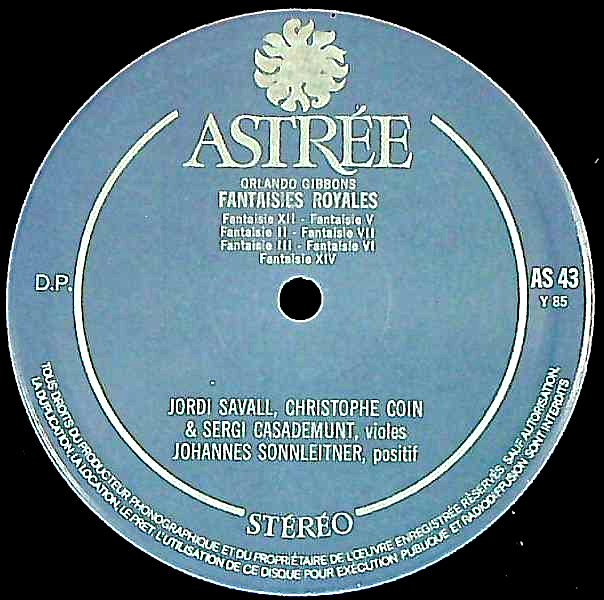 ASTRÉE
ORLANDO GIBBONS
FANTAISIES ROYALES
Fantaisie XII - Fantaisie V
Fantaisie II - Fantaisie VII
Fantaisie III - Fantaisie VI
Fantaisie XIV
D.P.
AS 43
Y 85
JORDI SAVALL, CHRISTOPHE COIN
& SERGI CASADEMUNT, violes
JOHANNES SONNLEITNER, positif
STÉRÉO
TOUS DROITS DU PRODUCTEUR PHONOGRAPHIQUE ET DU PROPRIÉTAIRE DE L'ŒUVRE ENREGISTRÉE RÉSERVÉS. SAUF AUTORISATION,
LA DUPLICATION, LA LOCATION, LE PRÊT, L'UTILISATION DE CE DISQUE POUR EXÉCUTION PUBLIQUE ET RADIODIFFUSION SONT INTERDITS